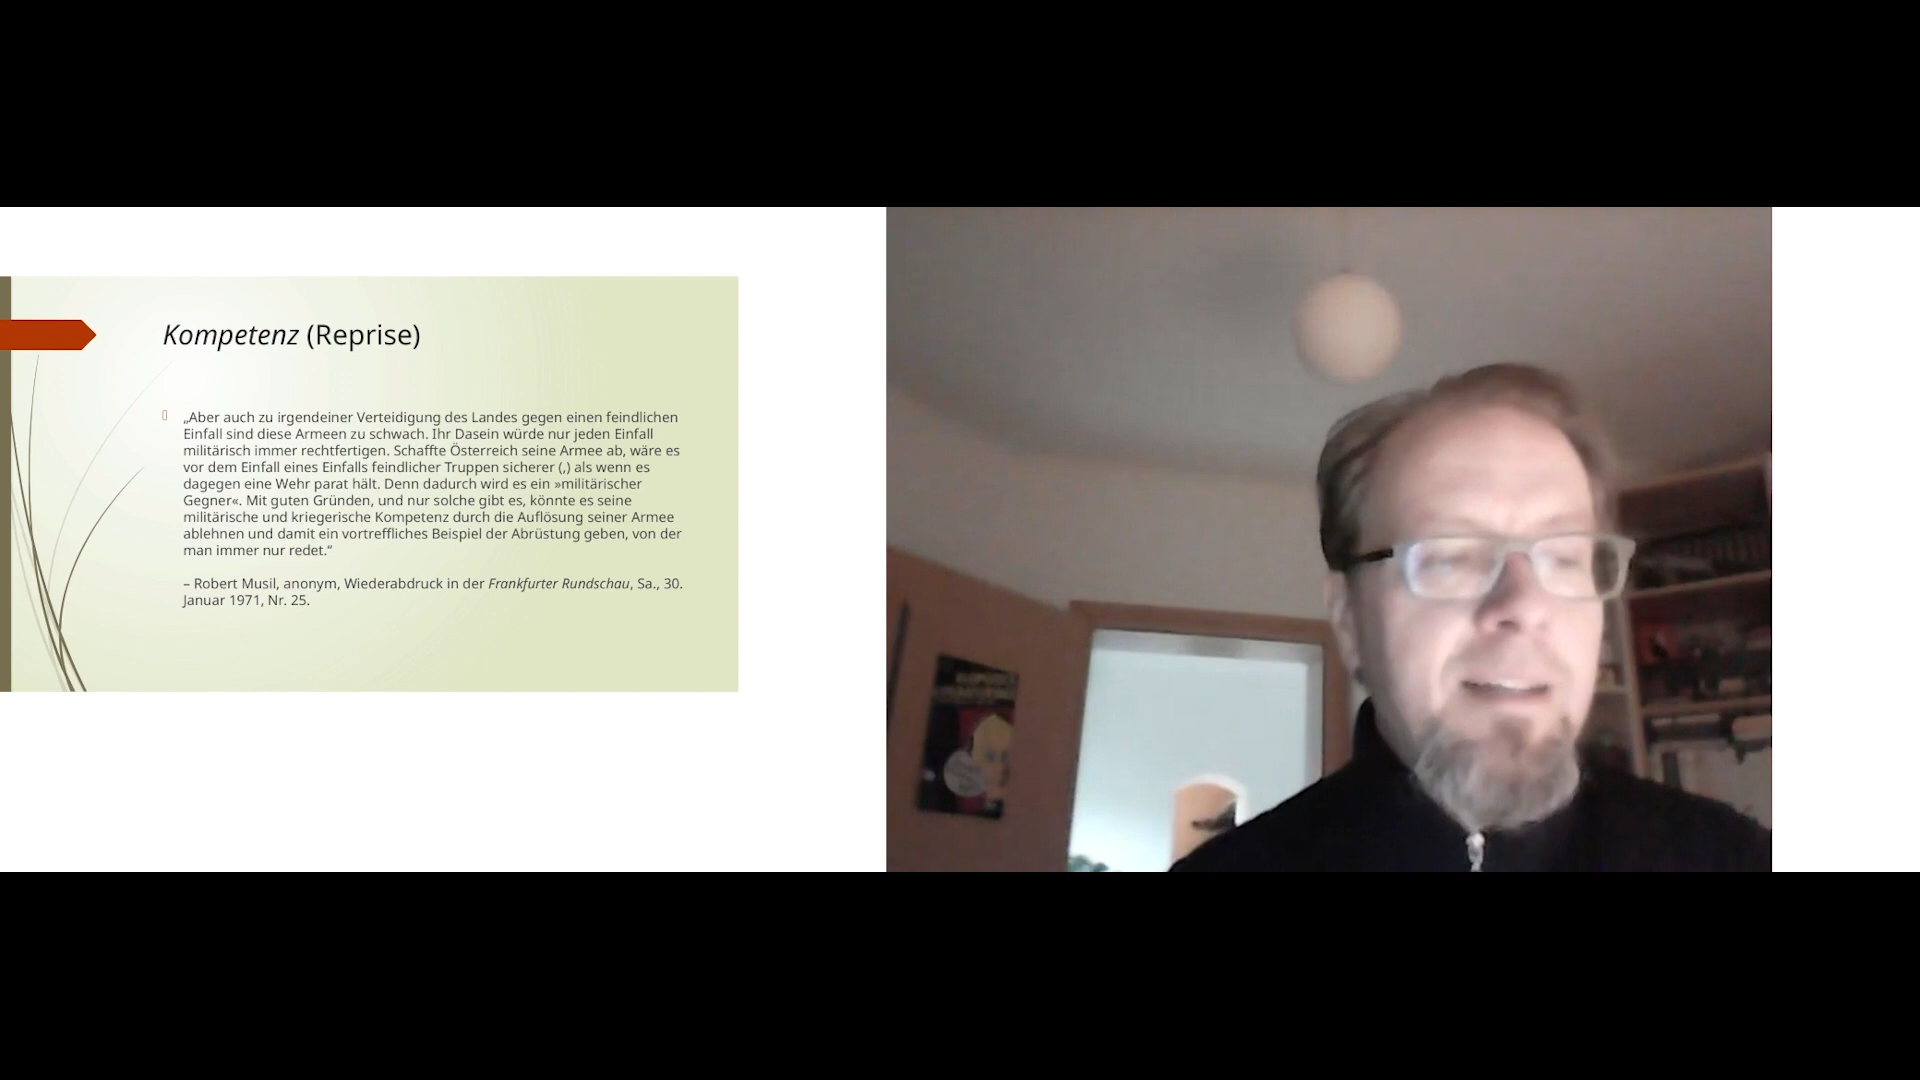 Kompetenz (Reprise)
„Aber auch zu irgendeiner Verteidigung des Landes gegen einen feindlichen
Einfall sind diese Armeen zu schwach. Ihr Dasein würde nur jeden Einfall
militärisch immer rechtfertigen. Schaffte Österreich seine Armee ab, wäre es
vor dem Einfall eines Einfalls feindlicher Truppen sicherer (,) als wenn es
dagegen eine Wehr parat hält. Denn dadurch wird es ein »militärischer
Gegner«. Mit guten Gründen, und nur solche gibt es, könnte es seine
militärische und kriegerische Kompetenz durch die Auflösung seiner Armee
ablehnen und damit ein vortreffliches Beispiel der Abrüstung geben, von der
man immer nur redet.“
– Robert Musil, anonym, Wiederabdruck in der Frankfurter Rundschau, Sa., 30.
Januar 1971, Nr. 25.